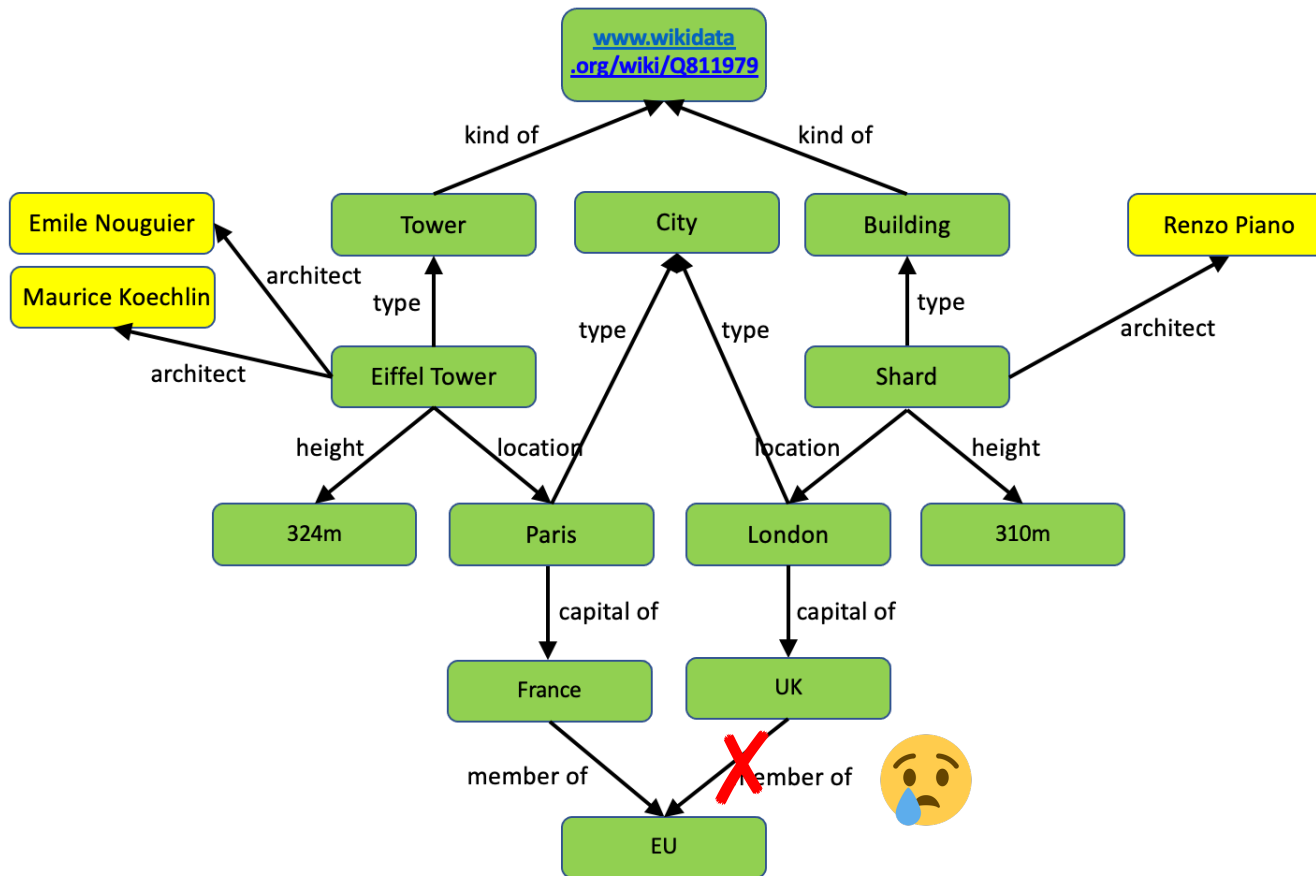 www.wikidata
.org/wiki/Q811979
kind of
kind of
Emile Nouguier
Tower
City
Building
Renzo Piano
Maurice Koechlin
architect
type
type
type
type
architect
architect
Eiffel Tower
Shard
height
location
location
height
324m
Paris
London
310m
capital of
capital of
France
UK
member of
member of
EU